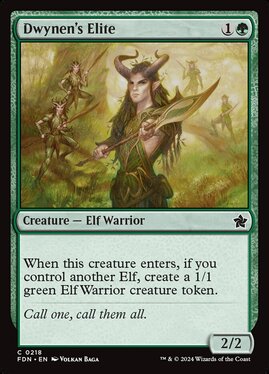 Dwynen's Elite 1
Creature — Elf Warrior
When this creature enters, if you
control another Elf, create a 1/1
green Elf Warrior creature token.
Call one, call them all.
2/2
C 0218
FDN • EN VOLKAN BAGA
™ & © 2024 Wizards of the Coast